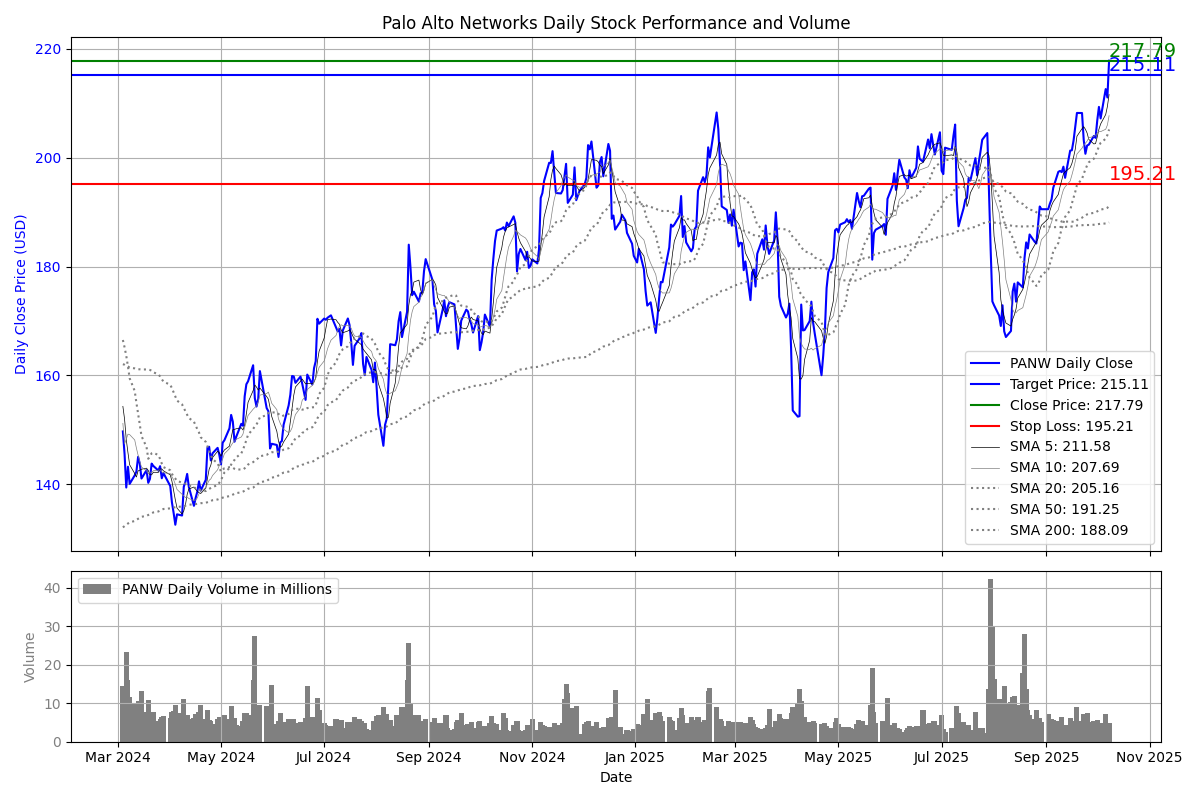 Palo Alto Networks Daily Stock Performance and Volume
220
200
180
160
140
Daily Close Price (USD)
217.79
215.11
195.21
PANW Daily Close
Target Price: 215.11
Close Price: 217.79
Stop Loss: 195.21
SMA 5: 211.58
SMA 10: 207.69
SMA 20: 205.16
SMA 50: 191.25
SMA 200: 188.09
40
30
20
10
0
Volume
PANW Daily Volume in Millions
Mar 2024 May 2024 Jul 2024 Sep 2024 Nov 2024 Jan 2025 Mar 2025 May 2025 Jul 2025 Sep 2025 Nov 2025
Date